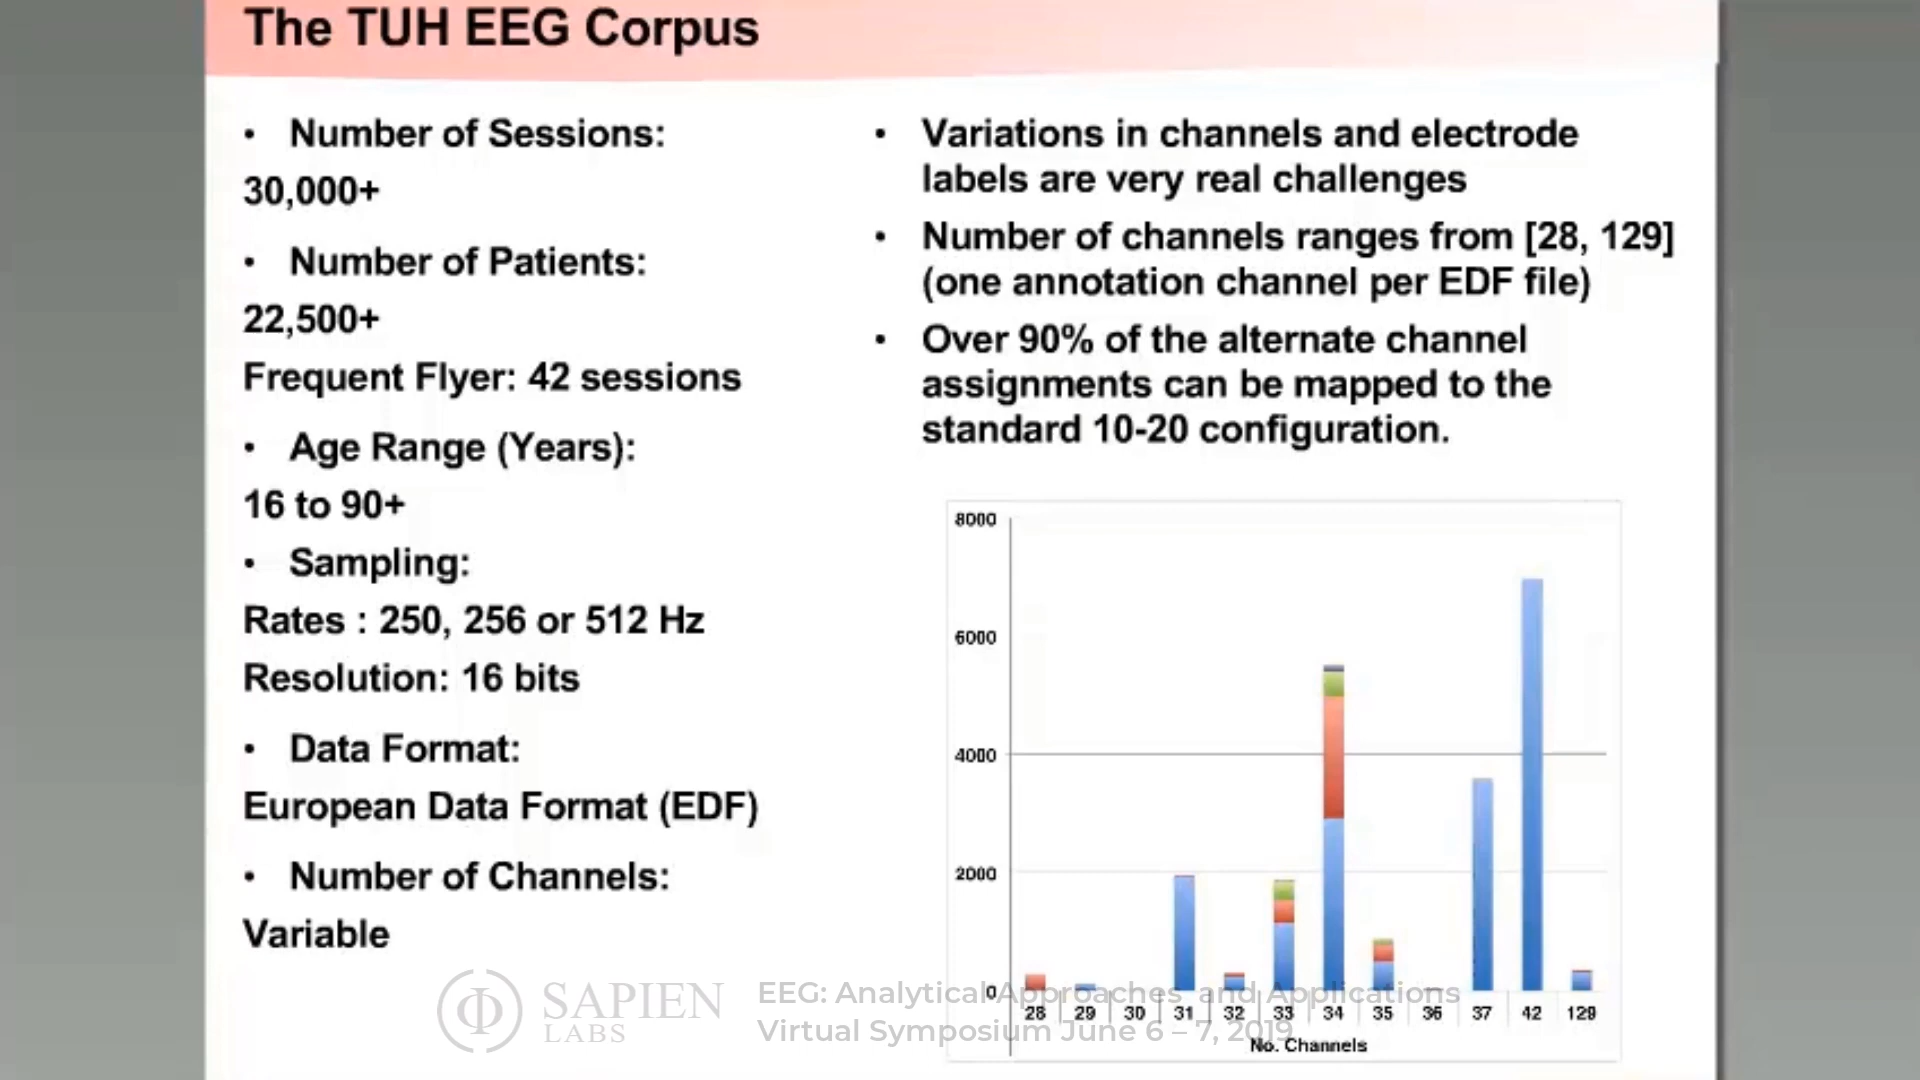 The TUH EEG Corpus
• Number of Sessions:
30,000+
• Number of Patients:
22,500+
Frequent Flyer: 42 sessions
• Age Range (Years):
16 to 90+
• Sampling:
Rates : 250, 256 or 512 Hz
Resolution: 16 bits
• Data Format:
European Data Format (EDF)
• Number of Channels:
Variable
• Variations in channels and electrode
labels are very real challenges
• Number of channels ranges from [28, 129]
(one annotation channel per EDF file)
• Over 90% of the alternate channel
assignments can be mapped to the
standard 10-20 configuration.
8000
6000
4000
2000
0
28 29 30 31 32 33 34 35 36 37 42 129
No. Channels
SAPIEN
LABS
EEG: Analytical Approaches and Applications
Virtual Symposium June 6 – 7, 2019